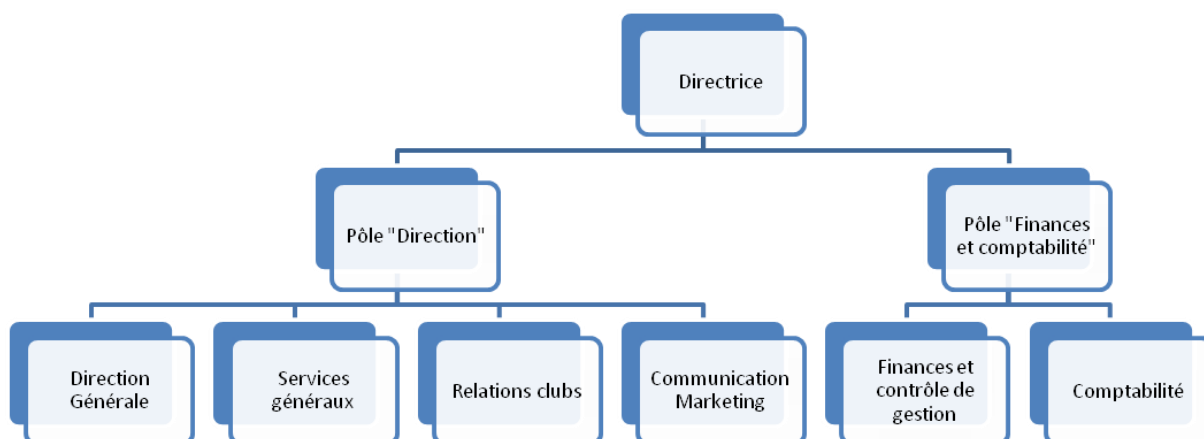 Directrice
Pôle "Direction"
Pôle "Finances
et comptabilité"
Direction
Générale
Services
généraux
Relations clubs
Communication
Marketing
Finances et
contrôle de
gestion
Comptabilité